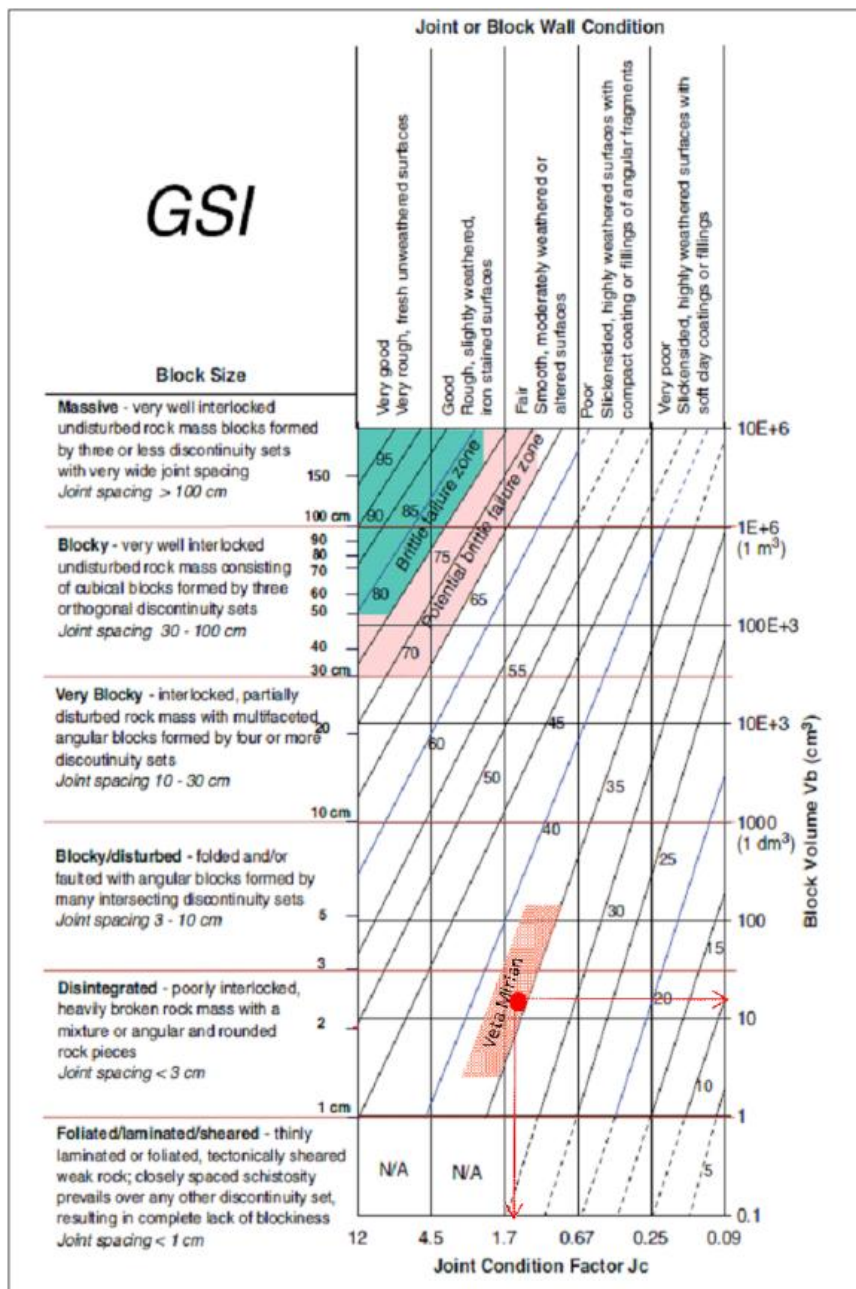 Joint or Block Wall Condition
GSI
Very good
Very rough, fresh unweathered surfaces
Good
Rough, slightly weathered,
iron stained surfaces
Fair
Smooth, moderately weathered or
altered surfaces
Poor
Slickensided, highly weathered surfaces with
compact coating or fillings of angular fragments
Very poor
Slickensided, highly weathered surfaces with
soft clay coatings or fillings
Block Size
Massive - very well interlocked
undisturbed rock mass blocks formed
by three or less discontinuity sets
with very wide joint spacing
Joint spacing > 100 cm
Blocky - very well interlocked
undisturbed rock mass consisting
of cubical blocks formed by three
orthogonal discontinuity sets
Joint spacing 30 - 100 cm
Very Blocky - interlocked, partially
disturbed rock mass with multifaceted
angular blocks formed by four or more
discoutinuity sets
Joint spacing 10 - 30 cm
Blocky/disturbed - folded and/or
faulted with angular blocks formed by
many intersecting discontinuity sets
Joint spacing 3 - 10 cm
Disintegrated - poorly interlocked,
heavily broken rock mass with a
mixture or angular and rounded
rock pieces
Joint spacing < 3 cm
Foliated/laminated/sheared - thinly
laminated or foliated, tectonically sheared
weak rock; closely spaced schistosity
prevails over any other discontinuity set,
resulting in complete lack of blockiness
Joint spacing < 1 cm
150
100 cm
90
80
70
60
50
40
30 cm
20
10 cm
5
3
2
1 cm
95
90
85
80
75
70
65
60
55
50
45
40
35
30
25
20
15
10
5
Brittle failure zone
Potential brittle failure zone
Veta Mirian
N/A
N/A
10E+6
1E+6
(1 m³)
100E+3
10E+3
1000
(1 dm³)
100
10
1
0.1
Block Volume Vb (cm³)
12
4.5
1.7
0.67
0.25
0.09
Joint Condition Factor Jc